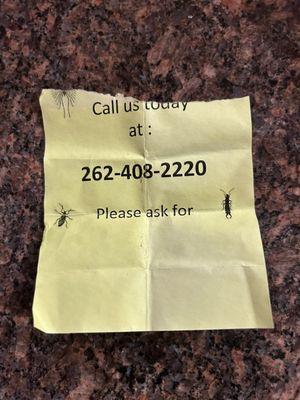 Call us today
at :
262-408-2220
Please ask for